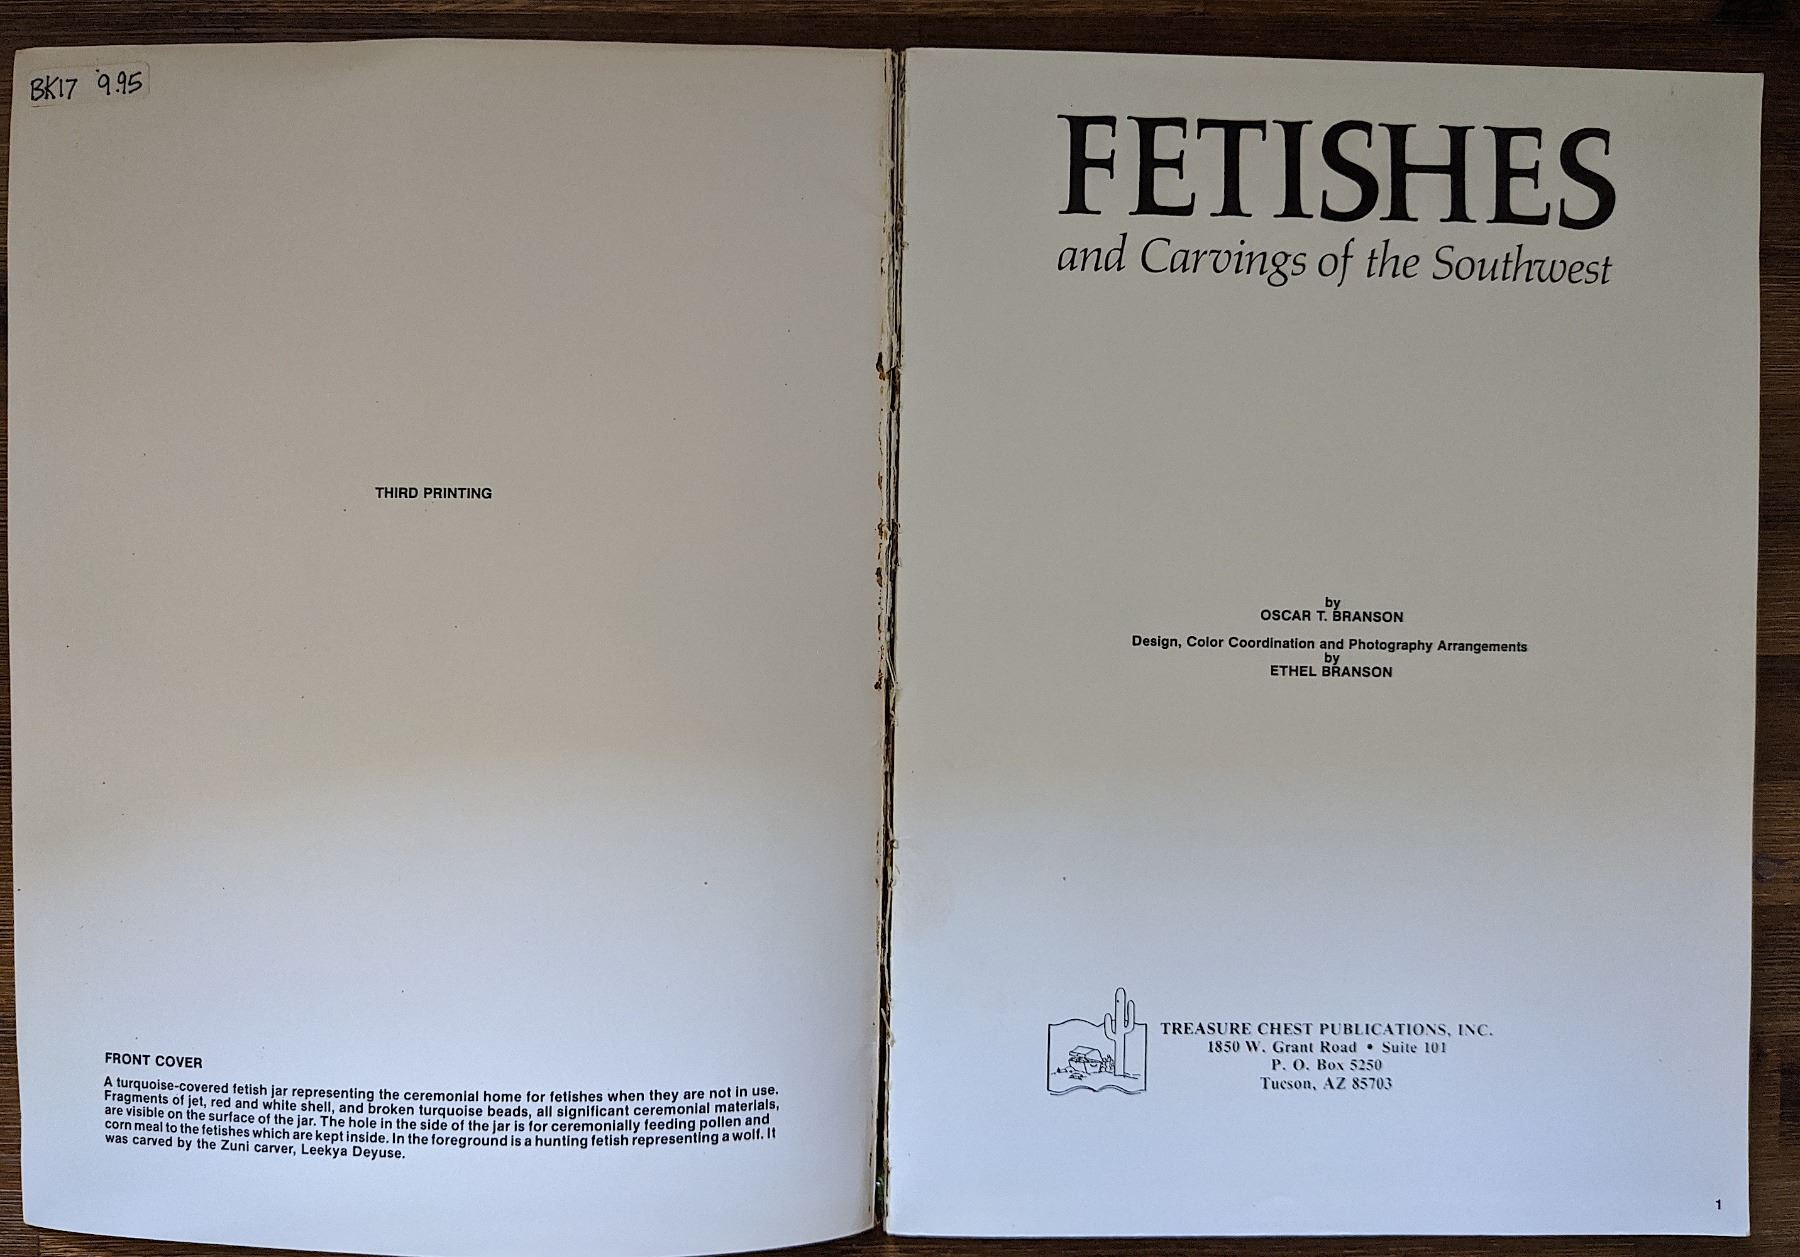 BK17 9.95
THIRD PRINTING
FRONT COVER
A turquoise-covered fetish jar representing the ceremonial home for fetishes when they are not in use.
Fragments of jet, red and white shell, and broken turquoise beads, all significant ceremonial materials,
are visible on the surface of the jar. The hole in the side of the jar is for ceremonially feeding pollen and
corn meal to the fetishes which are kept inside. In the foreground is a hunting fetish representing a wolf. It
was carved by the Zuni carver, Leekya Deyuse.
FETISHES
and Carvings of the Southwest
by
OSCAR T. BRANSON
Design, Color Coordination and Photography Arrangements
by
ETHEL BRANSON
TREASURE CHEST PUBLICATIONS, INC.
1850 W. Grant Road • Suite 101
P. O. Box 5250
Tucson, AZ 85703
1